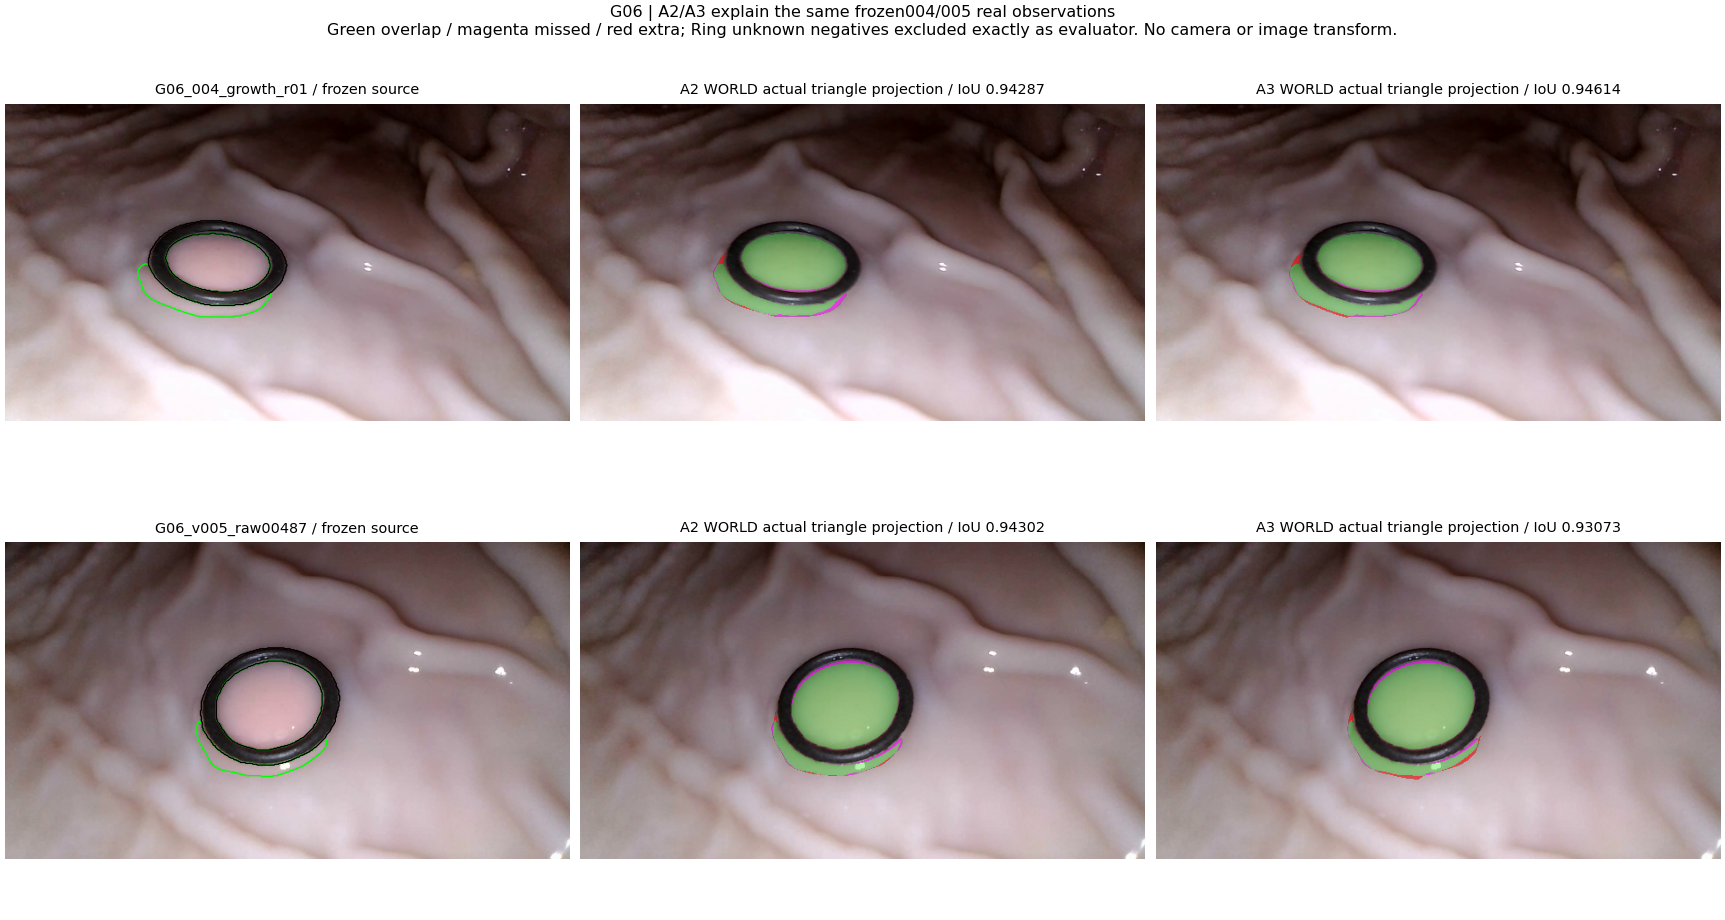 G06 | A2/A3 explain the same frozen004/005 real observations
Green overlap / magenta missed / red extra; Ring unknown negatives excluded exactly as evaluator. No camera or image transform.
G06_004_growth_r01 / frozen source
A2 WORLD actual triangle projection / IoU 0.94287
A3 WORLD actual triangle projection / IoU 0.94614
G06_v005_raw00487 / frozen source
A2 WORLD actual triangle projection / IoU 0.94302
A3 WORLD actual triangle projection / IoU 0.93073